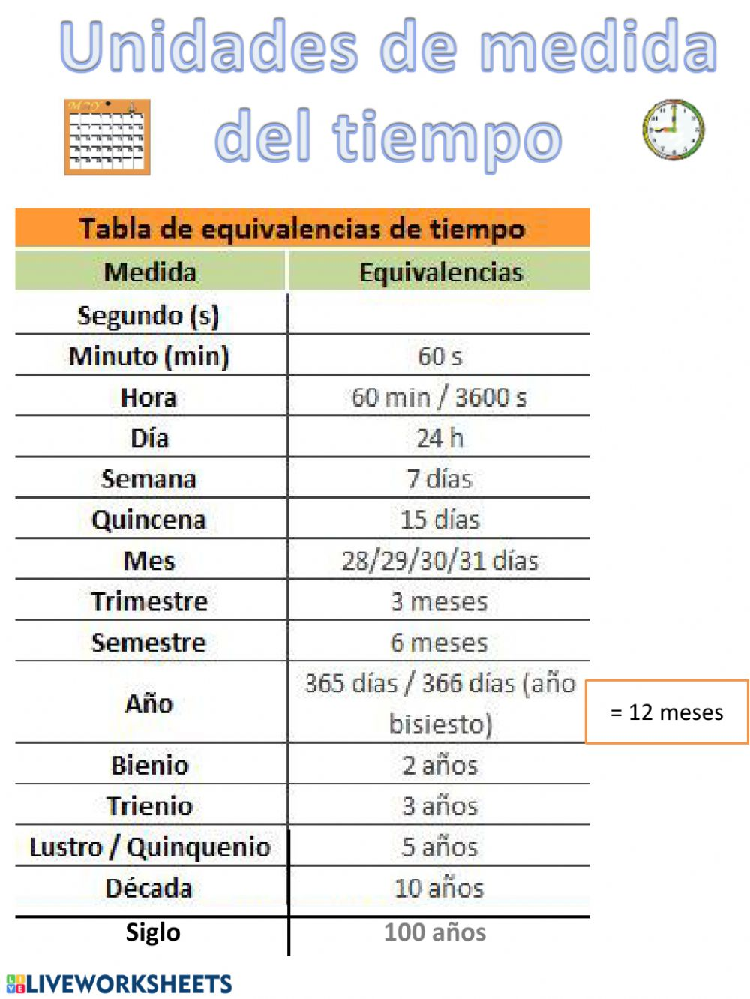 Unidades de medida
del tiempo
Tabla de equivalencias de tiempo
Medida Equivalencias
Segundo (s)
Minuto (min) 60 s
Hora 60 min / 3600 s
Día 24 h
Semana 7 días
Quincena 15 días
Mes 28/29/30/31 días
Trimestre 3 meses
Semestre 6 meses
Año 365 días / 366 días (año
bisiesto)
= 12 meses
Bienio 2 años
Trienio 3 años
Lustro / Quinquenio 5 años
Década 10 años
Siglo 100 años
LIVE LIVEWORKSHEETS